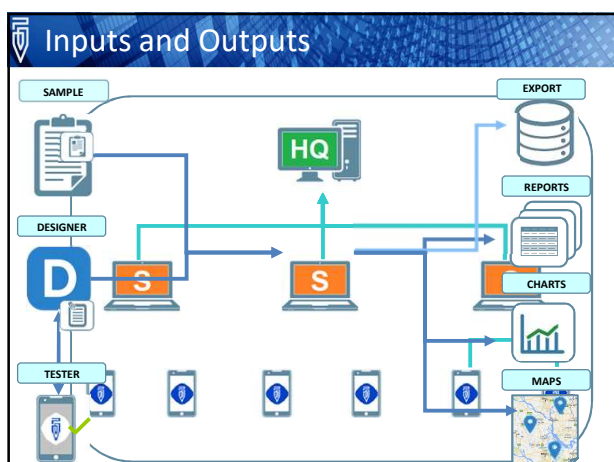 Inputs and Outputs
SAMPLE
EXPORT
HQ
REPORTS
DESIGNER
D
S
S
CHARTS
TESTER
MAPS